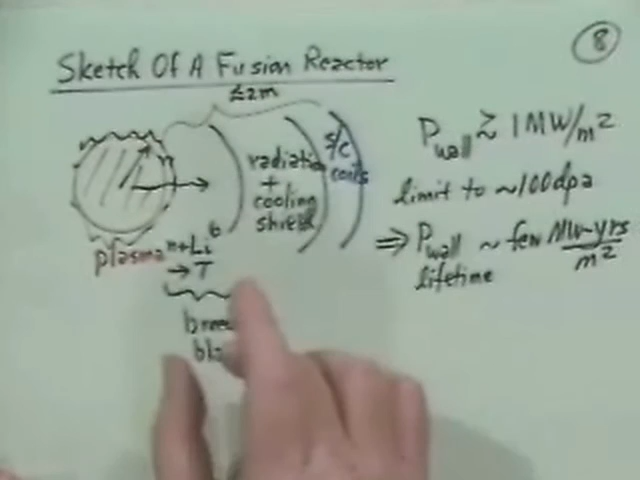 8
Sketch Of A Fusion Reactor
≲2m
radiation
+
cooling
shield
s/c
coils
plasma
n+Li⁶
→ T
P_wall ≳ 1MW/m²
limit to ~100dpa
⇒ P_wall ~ few MW-yrs/m²
lifetime